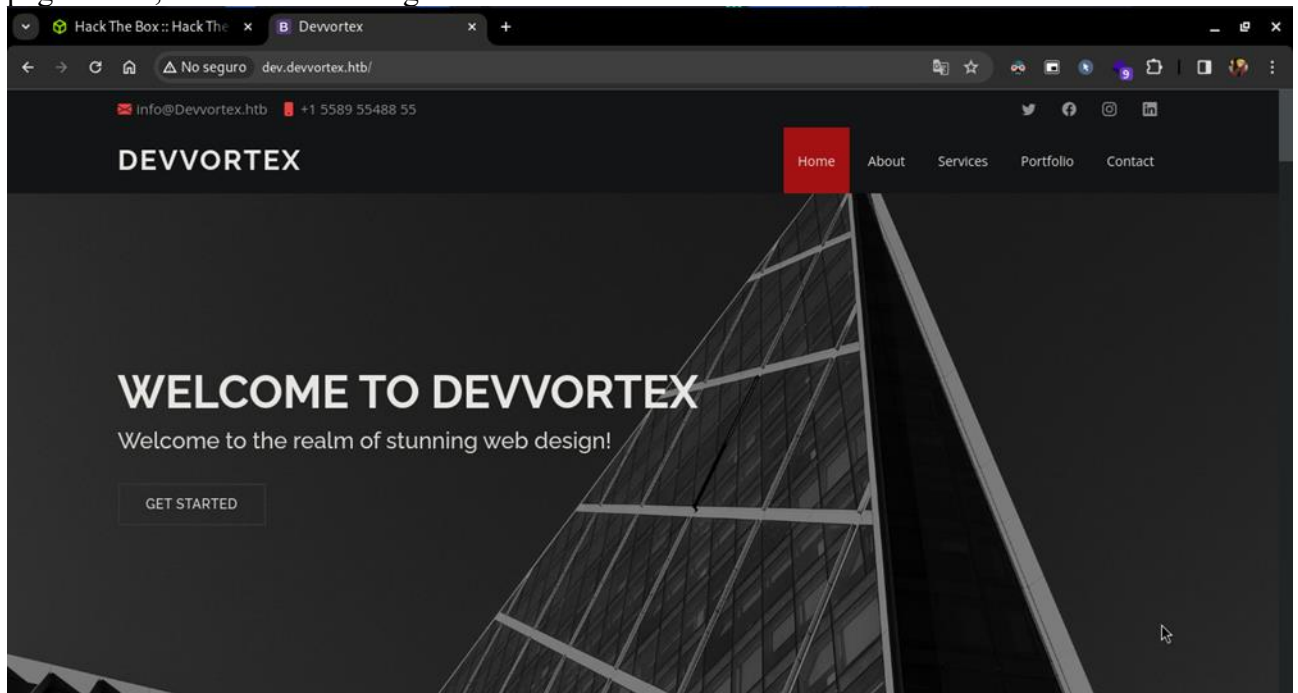 Hack The Box :: Hack The
Devvortex
No seguro dev.devvortex.htb/
9
info@Devvortex.htb +1 5589 55488 55
DEVVORTEX
Home About Services Portfolio Contact
WELCOME TO DEVVORTEX
Welcome to the realm of stunning web design!
GET STARTED